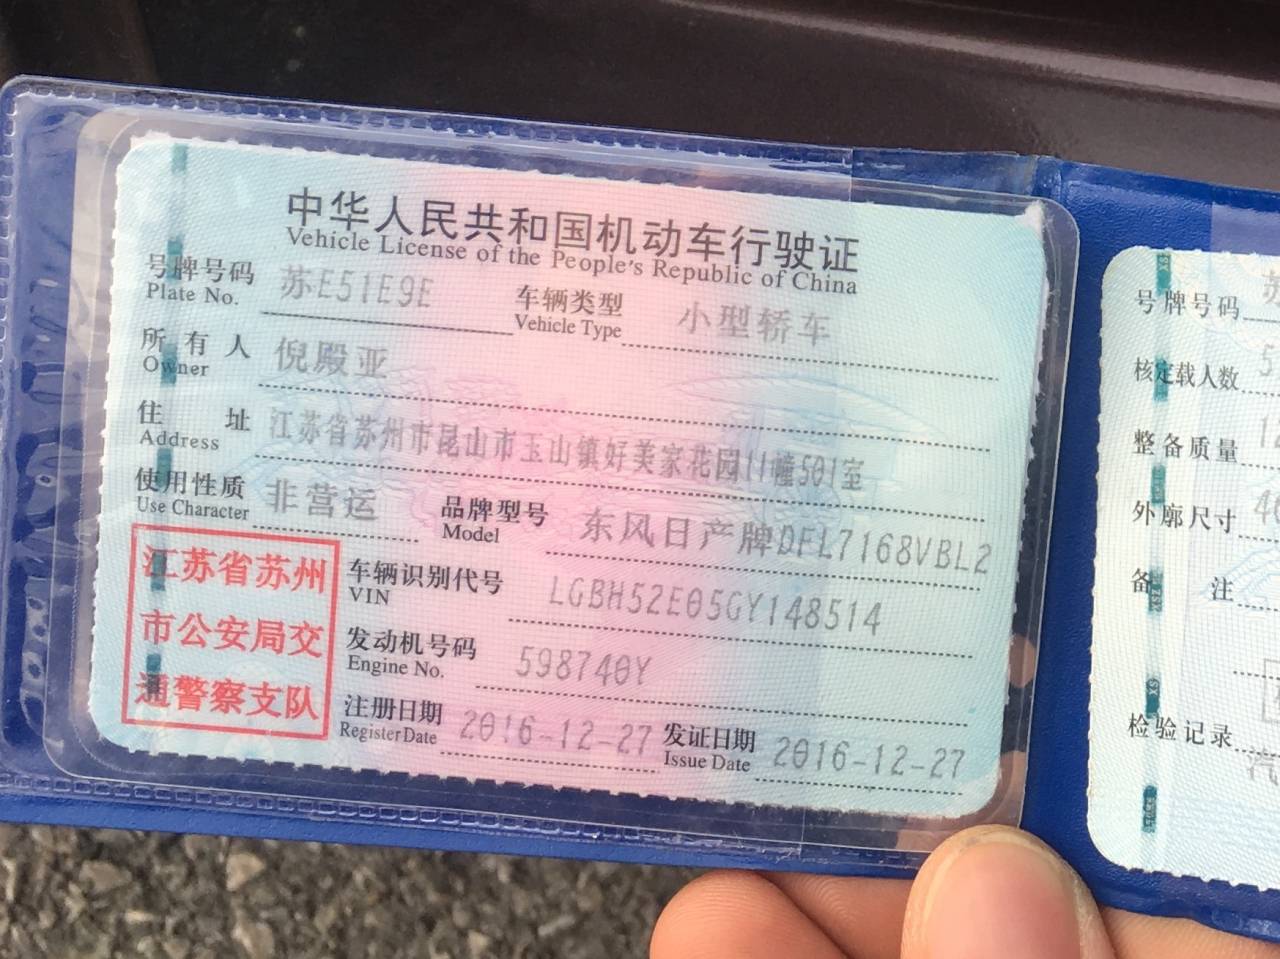 中华人民共和国机动车行驶证
Vehicle License of the People's Republic of China
号牌号码 苏E51E9E 车辆类型 小型轿车
Plate No. Vehicle Type
所有人 倪殿亚
Owner
住址 江苏省苏州市昆山市玉山镇好美家花园11幢501室
Address
使用性质 非营运 品牌型号 东风日产牌DFL7168VBL2
Use Character Model
江苏省苏州
市公安局交
通警察支队
车辆识别代号 LGBH52E05GY148514
VIN
发动机号码 598740Y
Engine No.
注册日期 2016-12-27 发证日期 2016-12-27
Register Date Issue Date
号牌号码
核定载人数 5
整备质量
外廓尺寸
备注
检验记录